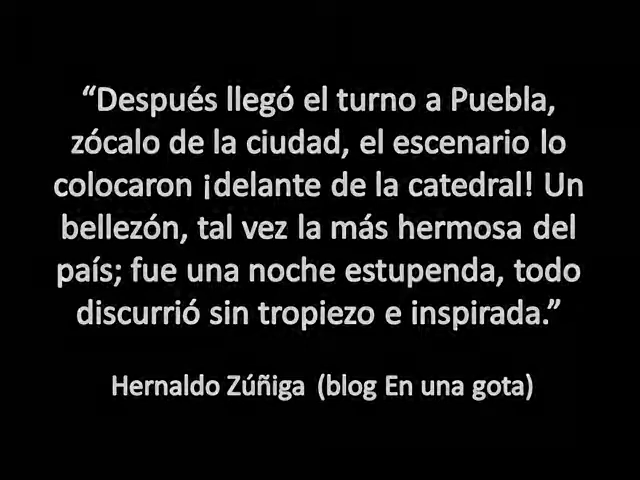 “Después llegó el turno a Puebla,
zócalo de la ciudad, el escenario lo
colocaron ¡delante de la catedral! Un
bellezón, tal vez la más hermosa del
país; fue una noche estupenda, todo
discurrió sin tropiezo e inspirada.”
Hernaldo Zúñiga (blog En una gota)